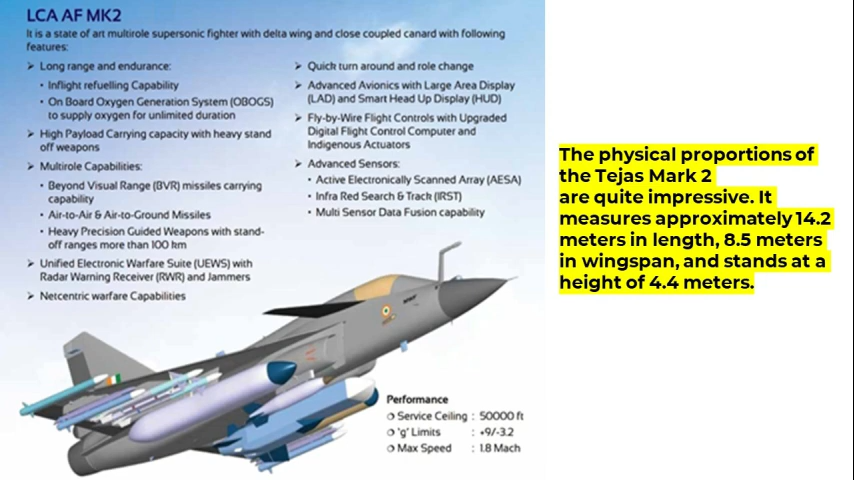 LCA AF MK2
It is a state of art multirole supersonic fighter with delta wing and close coupled canard with following
features:
➢ Long range and endurance:
• Inflight refuelling Capability
• On Board Oxygen Generation System (OBOGS)
to supply oxygen for unlimited duration
➢ High Payload Carrying capacity with heavy stand
off weapons
➢ Multirole Capabilities:
• Beyond Visual Range (BVR) missiles carrying
capability
• Air-to-Air & Air-to-Ground Missiles
• Heavy Precision Guided Weapons with stand-
off ranges more than 100 km
➢ Unified Electronic Warfare Suite (UEWS) with
Radar Warning Receiver (RWR) and Jammers
➢ Netcentric warfare Capabilities
➢ Quick turn around and role change
➢ Advanced Avionics with Large Area Display
(LAD) and Smart Head Up Display (HUD)
➢ Fly-by-Wire Flight Controls with Upgraded
Digital Flight Control Computer and
Indigenous Actuators
➢ Advanced Sensors:
• Active Electronically Scanned Array (AESA)
• Infra Red Search & Track (IRST)
• Multi Sensor Data Fusion capability
Performance
❍ Service Ceiling : 50000 ft
❍ 'g' Limits : +9/-3.2
❍ Max Speed : 1.8 Mach
The physical proportions of
the Tejas Mark 2
are quite impressive. It
measures approximately 14.2
meters in length, 8.5 meters
in wingspan, and stands at a
height of 4.4 meters.